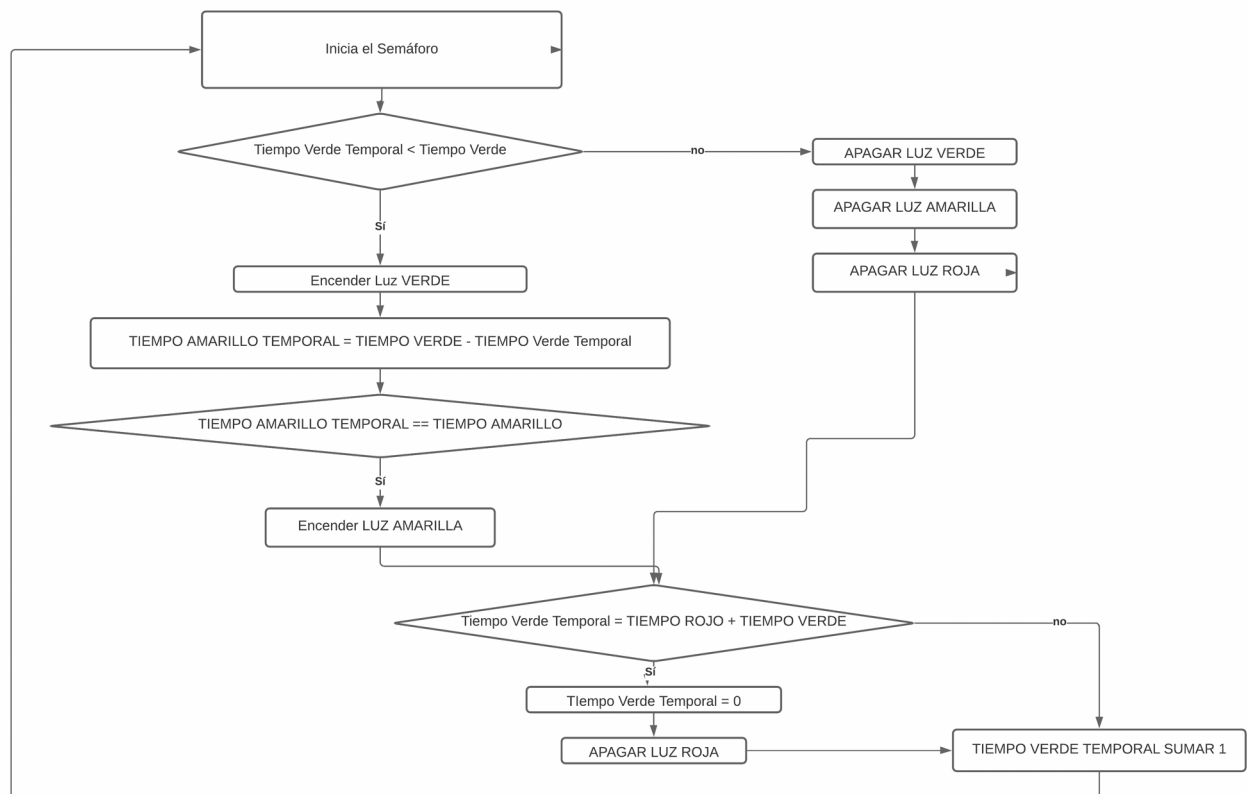 Inicia el Semáforo
Tiempo Verde Temporal < Tiempo Verde
no
APAGAR LUZ VERDE
APAGAR LUZ AMARILLA
APAGAR LUZ ROJA
Sí
Encender Luz VERDE
TIEMPO AMARILLO TEMPORAL = TIEMPO VERDE - TIEMPO Verde Temporal
TIEMPO AMARILLO TEMPORAL == TIEMPO AMARILLO
Sí
Encender LUZ AMARILLA
Tiempo Verde Temporal = TIEMPO ROJO + TIEMPO VERDE
no
Sí
TIempo Verde Temporal = 0
APAGAR LUZ ROJA
TIEMPO VERDE TEMPORAL SUMAR 1